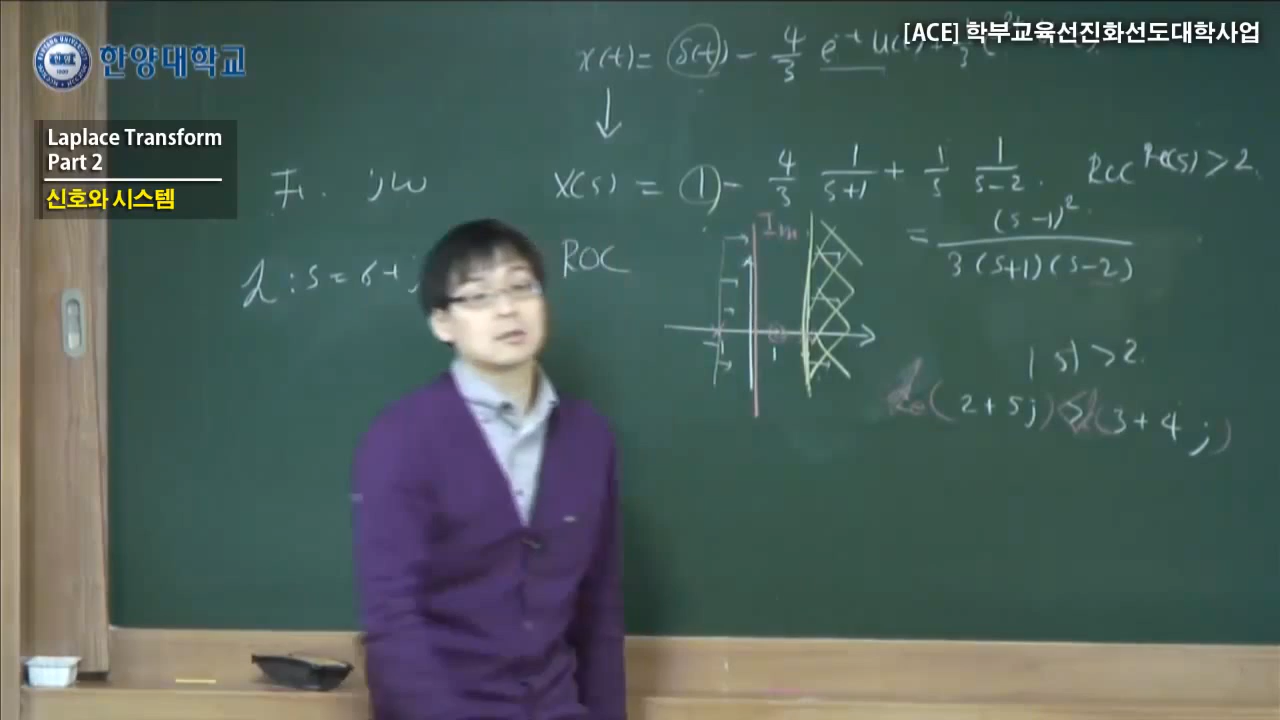 [ACE] 학부교육선진화선도대학사업
한양대학교
Laplace Transform
Part 2
신호와 시스템
x(t) = δ(t) - 4/3 e^{-t} u(
↓
X(s) = 1 - 4/3 1/(s+1) + 1/3 1/(s-2) ROC Re(s) > 2
= (s-1)^2 / 3(s+1)(s-2)
F. jω
L : s = σ + j
ROC
Im
1
|s| > 2
(2+5j) > (3+4j)